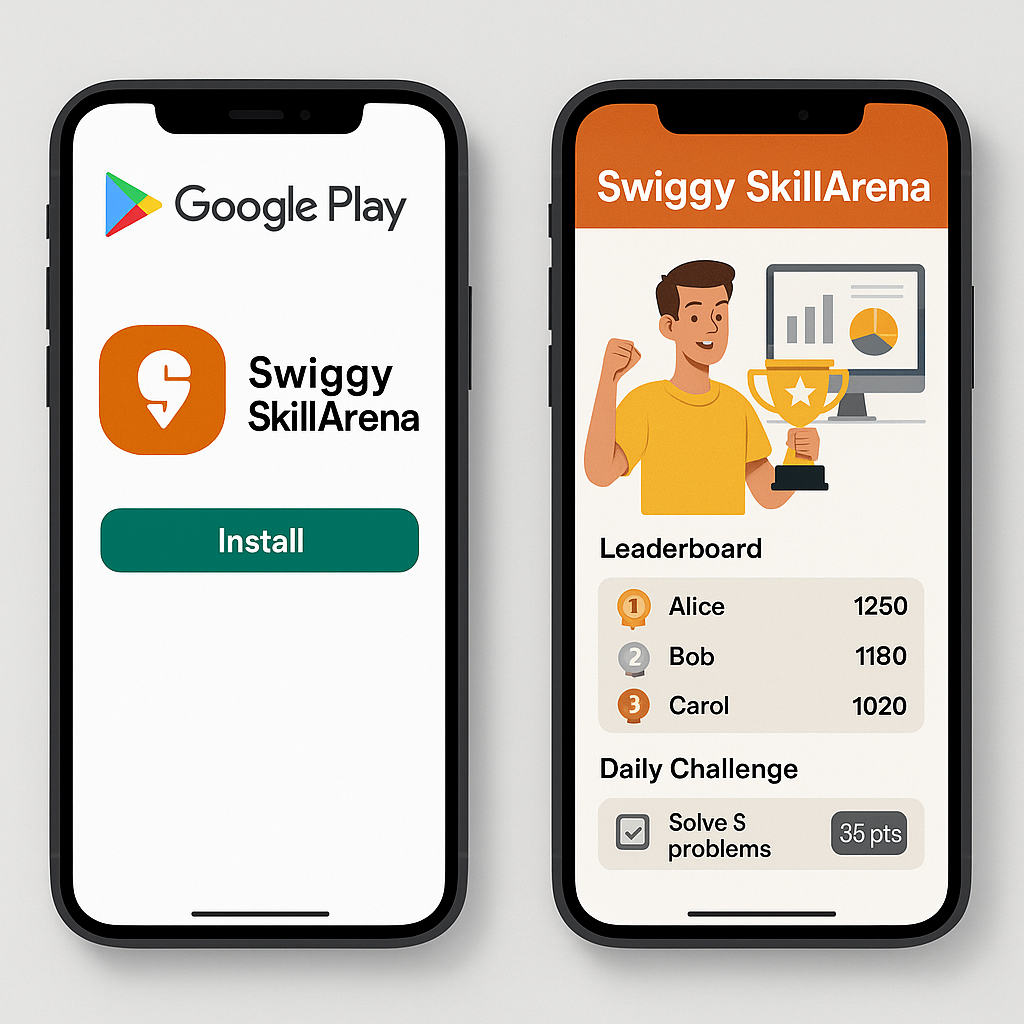 Google Play
Swiggy
SkillArena
Install
Swiggy SkillArena
Leaderboard
1 Alice 1250
2 Bob 1180
3 Carol 1020
Daily Challenge
Solve S
problems
35 pts